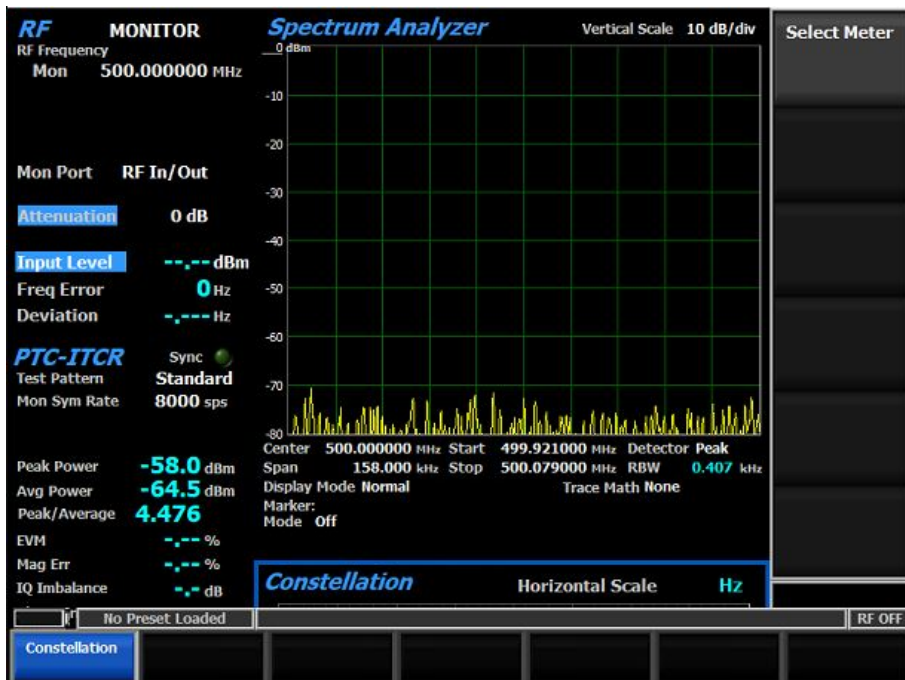 RF MONITOR
RF Frequency
Mon 500.000000 MHz
Mon Port RF In/Out
Attenuation 0 dB
Input Level --.-- dBm
Freq Error 0 Hz
Deviation -.--- Hz
PTC-ITCR Sync
Test Pattern Standard
Mon Sym Rate 8000 sps
Peak Power -58.0 dBm
Avg Power -64.5 dBm
Peak/Average 4.476
EVM -.-- %
Mag Err -.-- %
IQ Imbalance -.- dB
Spectrum Analyzer Vertical Scale 10 dB/div
0 dBm
-10
-20
-30
-40
-50
-60
-70
-80
Center 500.000000 MHz Start 499.921000 MHz Detector Peak
Span 158.000 kHz Stop 500.079000 MHz RBW 0.407 kHz
Display Mode Normal Trace Math None
Marker:
Mode Off
Constellation Horizontal Scale Hz
Select Meter
No Preset Loaded RF OFF
Constellation